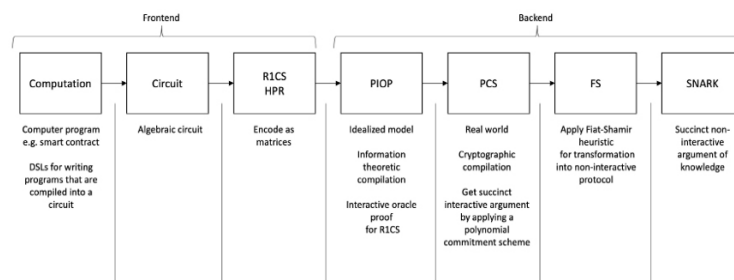 Frontend
Backend
Computation
Circuit
R1CS
HPR
PIOP
PCS
FS
SNARK
Computer program
e.g. smart contract
DSLs for writing
programs that are
compiled into a
circuit
Algebraic circuit
Encode as
matrices
Idealized model
Information
theoretic
compilation
Interactive oracle
proof
for R1CS
Real world
Cryptographic
compilation
Get succinct
interactive argument
by applying a
polynomial
commitment scheme
Apply Fiat-Shamir
heuristic
for transformation
into non-interactive
protocol
Succinct non-
interactive
argument of
knowledge